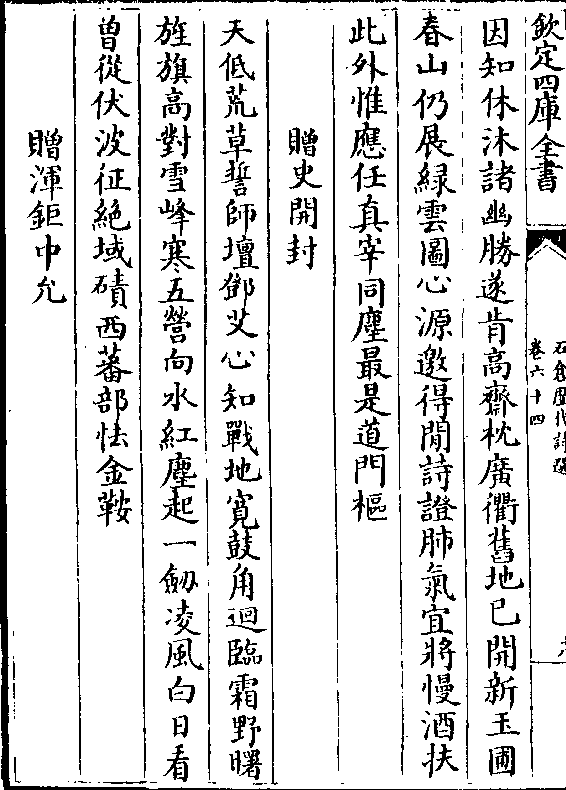 欽定四庫全書
石倉歷代詩選
卷六十四
因知休沐諸幽勝遂肯高齋枕廣衢舊地已開新玉圃
春山仍展緑雲圖心源邀得閒詩證肺氣宜將慢酒扶
此外惟應任真宰同塵最是道門樞
贈史開封
天低荒草誓師壇鄧艾心知戰地寛鼓角迴臨霜野曙
旌旗高對雪峰寒五營向水紅塵起一劒凌風白日看
曾從伏波征絶域磧西蕃部怯金鞍
贈渾鉅中允